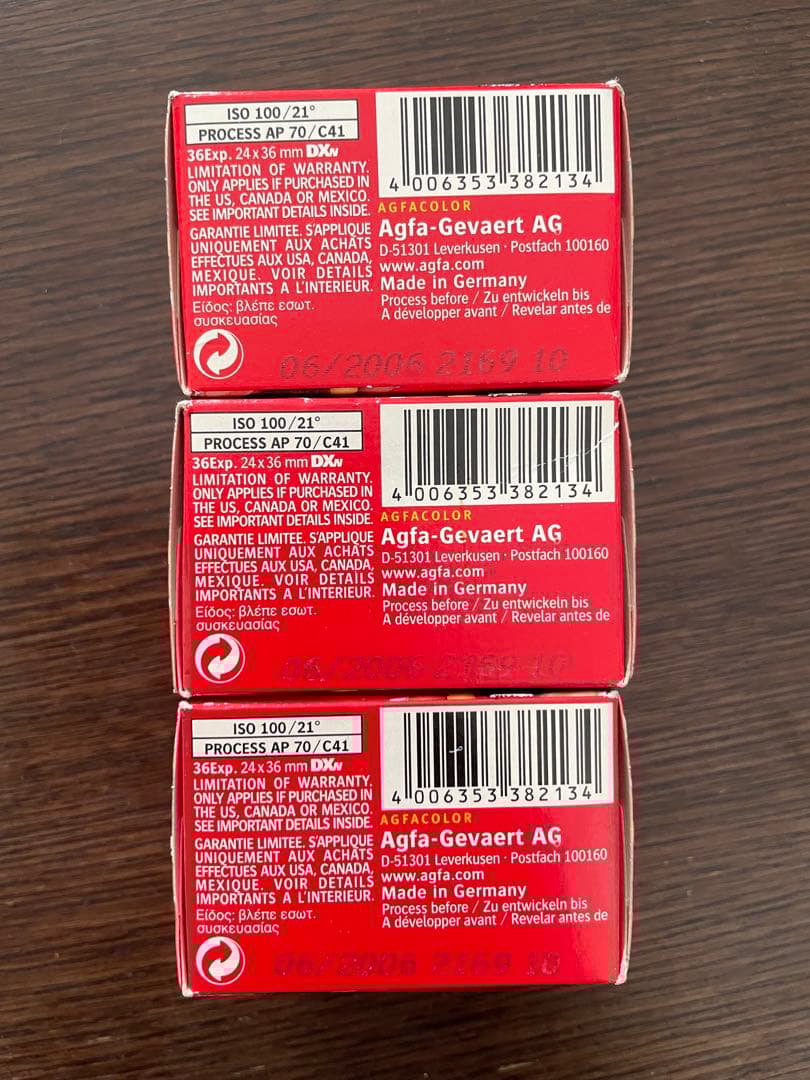 ISO 100/21°
PROCESS AP 70/C41
36Exp. 24x36 mm DXN
LIMITATION OF WARRANTY.
ONLY APPLIES IF PURCHASED IN
THE US, CANADA OR MEXICO.
SEE IMPORTANT DETAILS INSIDE.
GARANTIE LIMITEE. S'APPLIQUE
UNIQUEMENT AUX ACHATS
EFFECTUES AUX USA, CANADA,
MEXIQUE. VOIR DETAILS
IMPORTANTS A L'INTERIEUR.
Είδος: βλέπε εσωτ.
συσκευασίας
4 006353 382134
AGFACOLOR
Agfa-Gevaert AG
D-51301 Leverkusen · Postfach 100160
www.agfa.com
Made in Germany
Process before / Zu entwickeln bis
A développer avant / Revelar antes de
06/2006 2169 10
ISO 100/21°
PROCESS AP 70/C41
36Exp. 24x36 mm DXN
LIMITATION OF WARRANTY.
ONLY APPLIES IF PURCHASED IN
THE US, CANADA OR MEXICO.
SEE IMPORTANT DETAILS INSIDE.
GARANTIE LIMITEE. S'APPLIQUE
UNIQUEMENT AUX ACHATS
EFFECTUES AUX USA, CANADA,
MEXIQUE. VOIR DETAILS
IMPORTANTS A L'INTERIEUR.
Είδος: βλέπε εσωτ.
συσκευασίας
4 006353 382134
AGFACOLOR
Agfa-Gevaert AG
D-51301 Leverkusen · Postfach 100160
www.agfa.com
Made in Germany
Process before / Zu entwickeln bis
A développer avant / Revelar antes de
06/2006 2169 10
ISO 100/21°
PROCESS AP 70/C41
36Exp. 24x36 mm DXN
LIMITATION OF WARRANTY.
ONLY APPLIES IF PURCHASED IN
THE US, CANADA OR MEXICO.
SEE IMPORTANT DETAILS INSIDE.
GARANTIE LIMITEE. S'APPLIQUE
UNIQUEMENT AUX ACHATS
EFFECTUES AUX USA, CANADA,
MEXIQUE. VOIR DETAILS
IMPORTANTS A L'INTERIEUR.
Είδος: βλέπε εσωτ.
συσκευασίας
4 006353 382134
AGFACOLOR
Agfa-Gevaert AG
D-51301 Leverkusen · Postfach 100160
www.agfa.com
Made in Germany
Process before / Zu entwickeln bis
A développer avant / Revelar antes de
06/2006 2169 10